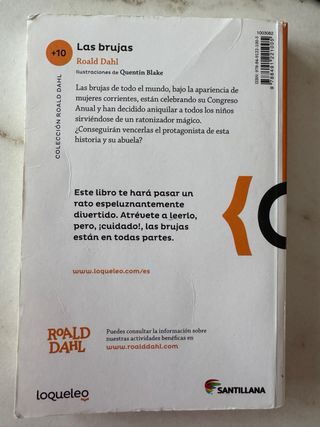 +10
Las brujas
Roald Dahl
Ilustraciones de Quentin Blake
COLECCIÓN ROALD DAHL
Las brujas de todo el mundo, bajo la apariencia de
mujeres corrientes, están celebrando su Congreso
Anual y han decidido aniquilar a todos los niños
sirviéndose de un ratonizador mágico.
¿Conseguirán vencerlas el protagonista de esta
historia y su abuela?
Este libro te hará pasar un
rato espeluznantemente
divertido. Atrévete a leerlo,
pero, ¡cuidado!, las brujas
están en todas partes.
www.loqueleo.com/es
ROALD
DAHL
Puedes consultar la información sobre
nuestras actividades benéficas en
www.roalddahl.com
loqueleo
SANTILLANA